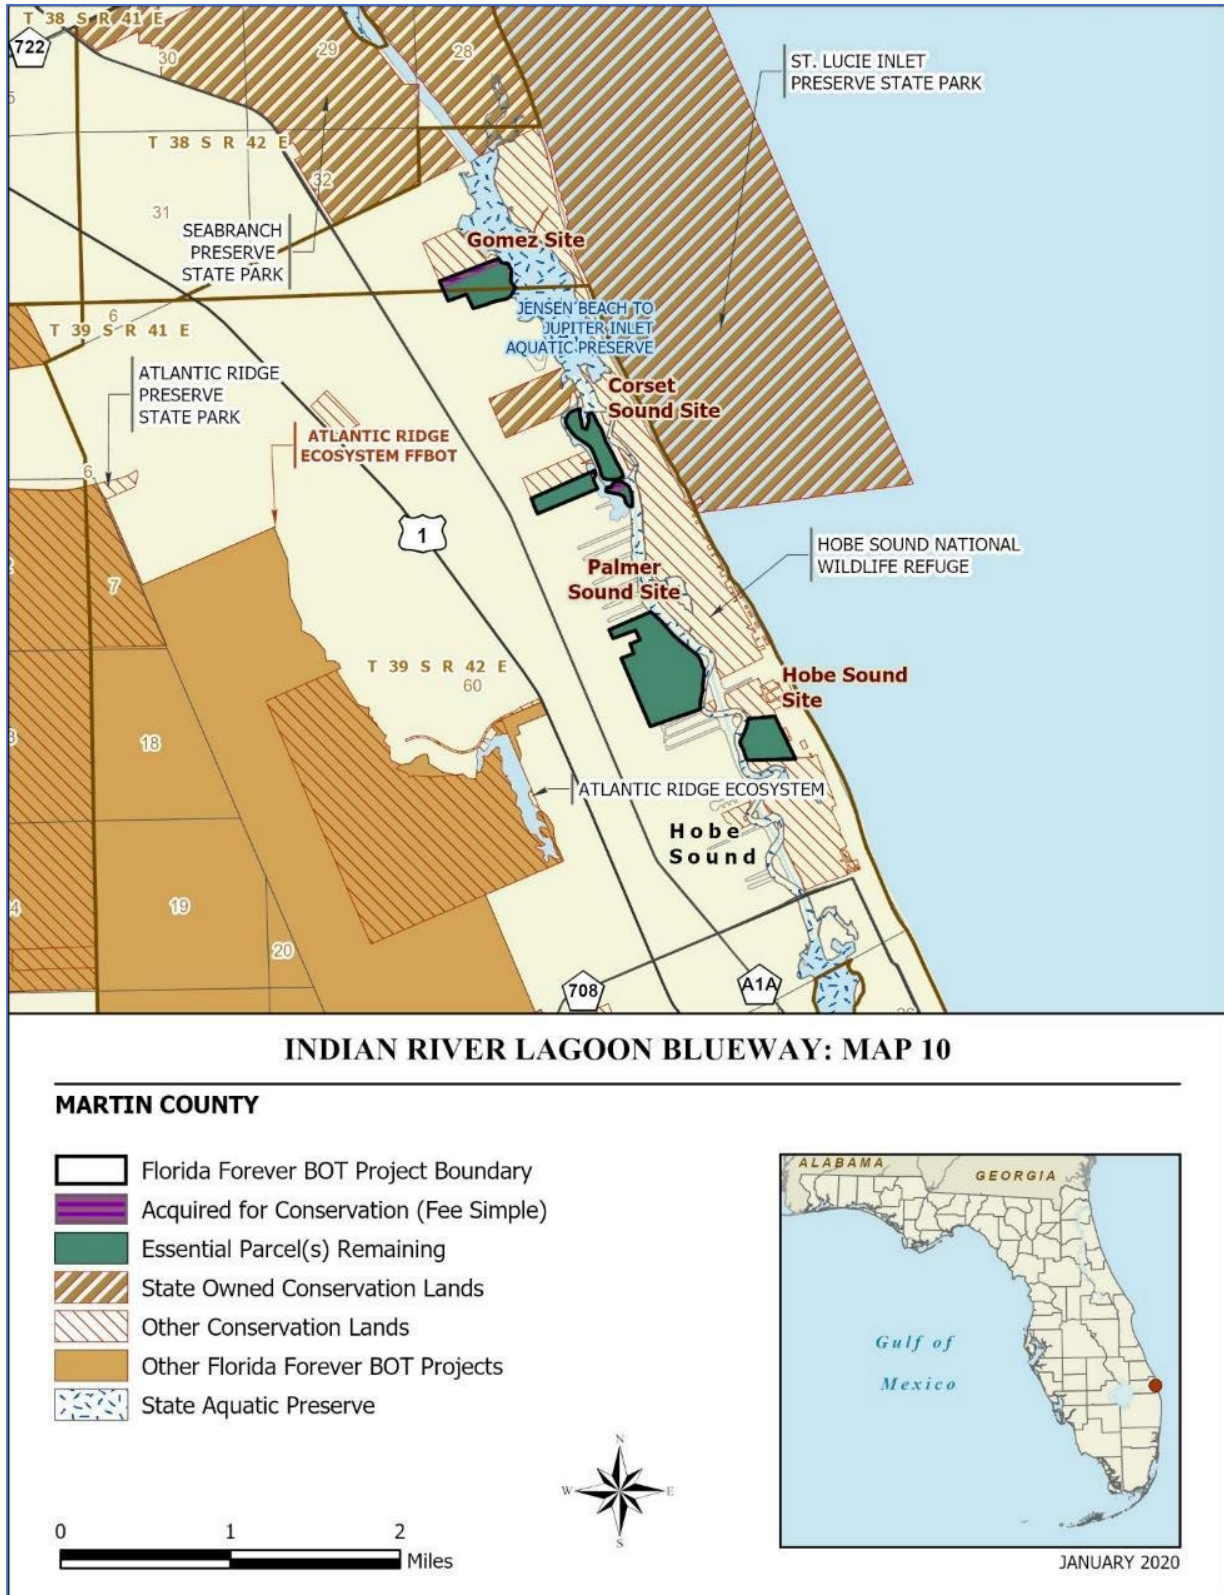 T 38 S R 41 E
722
30
29
28
5
ST. LUCIE INLET
PRESERVE STATE PARK
T 38 S R 42 E
32
31
SEABRANCH
PRESERVE
STATE PARK
Gomez Site
6
T 39 S R 41 E
JENSEN BEACH TO
JUPITER INLET
AQUATIC PRESERVE
ATLANTIC RIDGE
PRESERVE
STATE PARK
Corset
Sound Site
ATLANTIC RIDGE
ECOSYSTEM FFBOT
6
1
HOBE SOUND NATIONAL
WILDLIFE REFUGE
7
Palmer
Sound Site
T 39 S R 42 E
60
Hobe Sound
Site
18
ATLANTIC RIDGE ECOSYSTEM
Hobe
Sound
19
20
708
A1A
INDIAN RIVER LAGOON BLUEWAY: MAP 10
MARTIN COUNTY
Florida Forever BOT Project Boundary
Acquired for Conservation (Fee Simple)
Essential Parcel(s) Remaining
State Owned Conservation Lands
Other Conservation Lands
Other Florida Forever BOT Projects
State Aquatic Preserve
ALABAMA
GEORGIA
Gulf of
Mexico
N
W E
S
0 1 2
Miles
JANUARY 2020